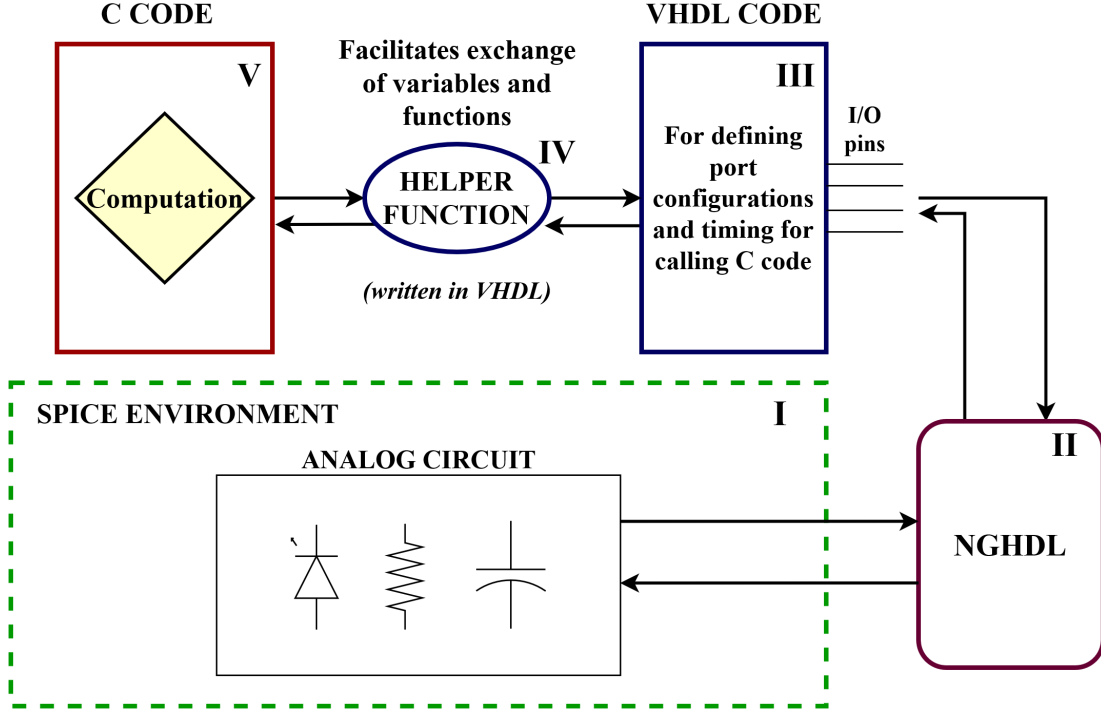 C CODE
V
Computation
Facilitates exchange
of variables and
functions
IV
HELPER
FUNCTION
(written in VHDL)
VHDL CODE
III
For defining
port
configurations
and timing for
calling C code
I/O
pins
SPICE ENVIRONMENT
I
ANALOG CIRCUIT
II
NGHDL